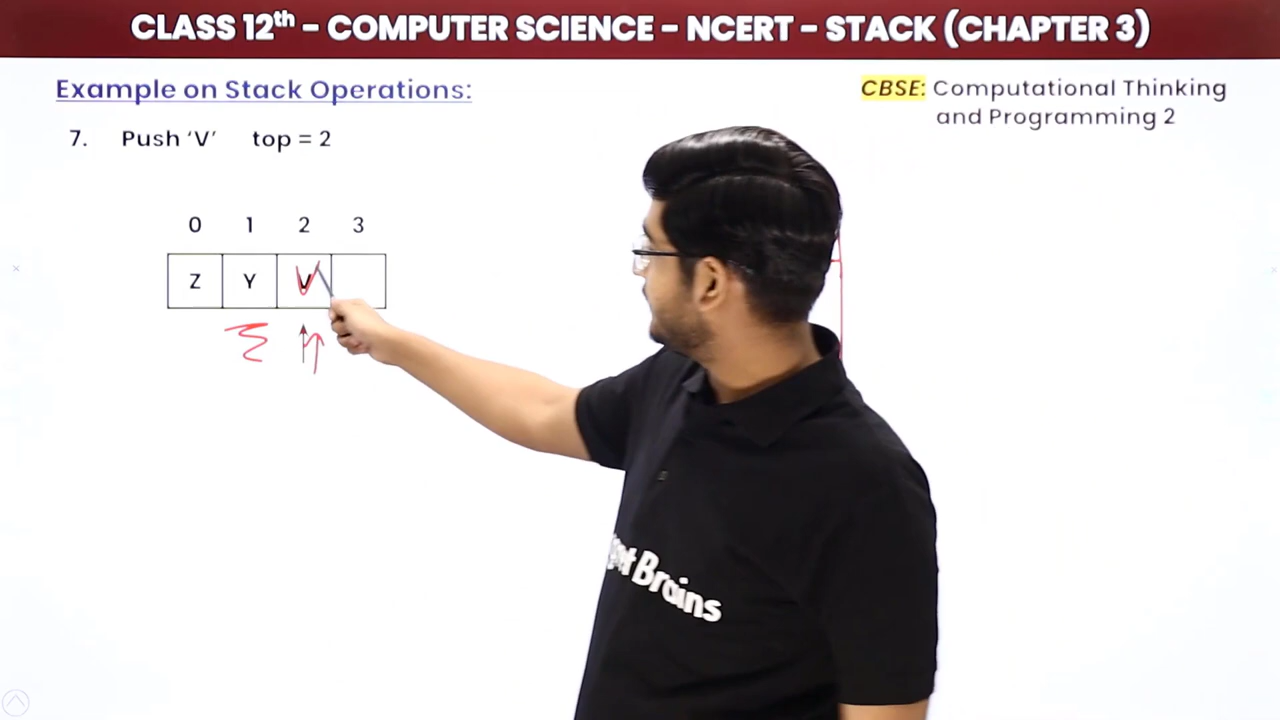 CLASS 12th – COMPUTER SCIENCE – NCERT – STACK (CHAPTER 3)
Example on Stack Operations:
CBSE: Computational Thinking
and Programming 2
7. Push ‘V’ top = 2
0 1 2 3
Z Y V
Brains